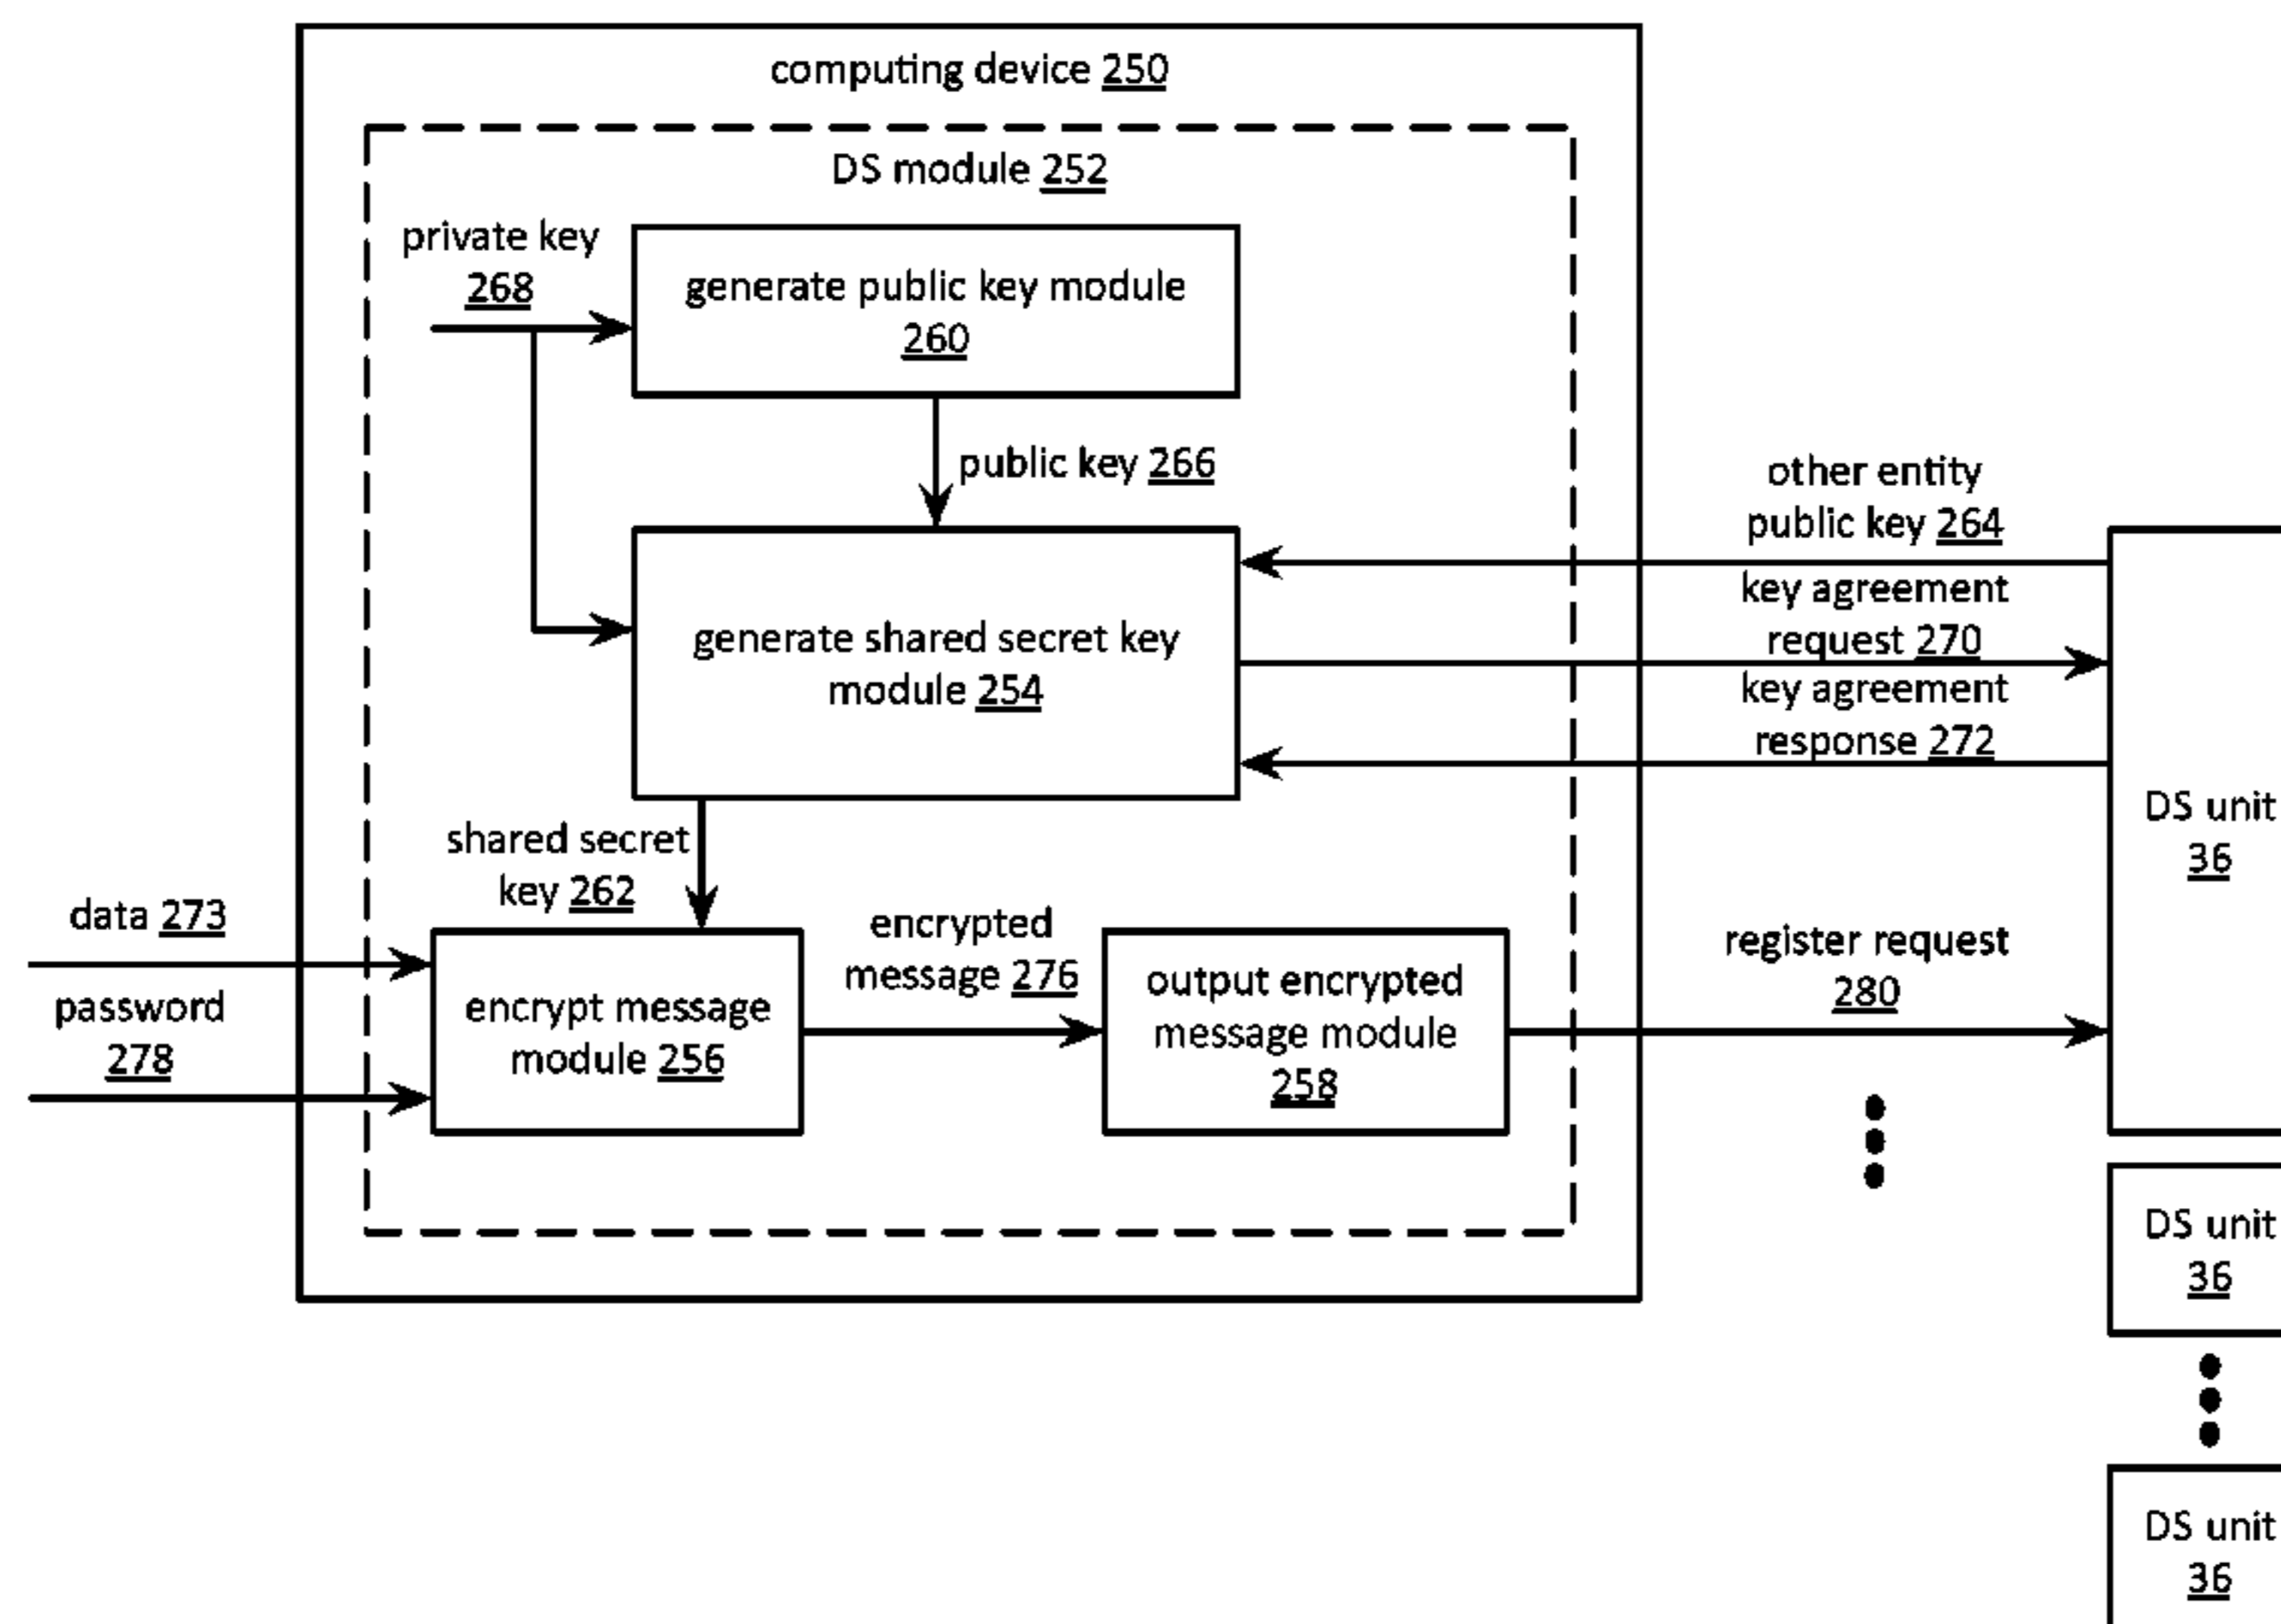 computing device 250
DS module 252
private key
268
generate public key module
260
public key 266
other entity
public key 264
key agreement
request 270
generate shared secret key
module 254
key agreement
response 272
DS unit
36
shared secret
key 262
data 273
password
278
encrypt message
module 256
encrypted
message 276
output encrypted
message module
258
register request
280
DS unit
36
DS unit
36